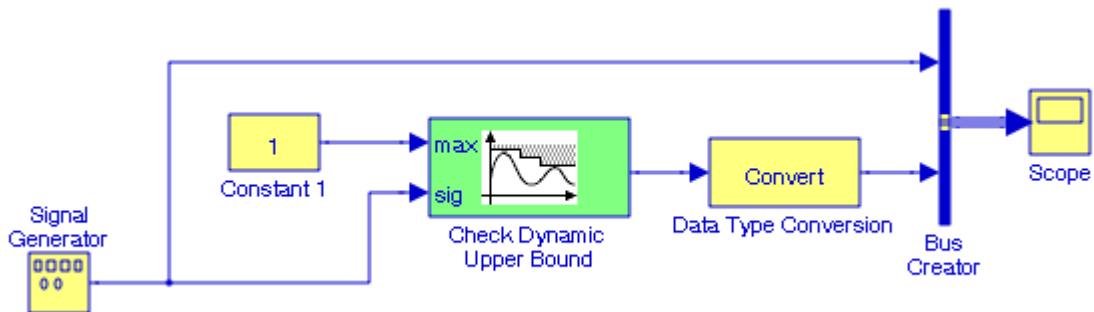 1
Constant 1
max
sig
Check Dynamic
Upper Bound
Convert
Data Type Conversion
Bus
Creator
Scope
Signal
Generator